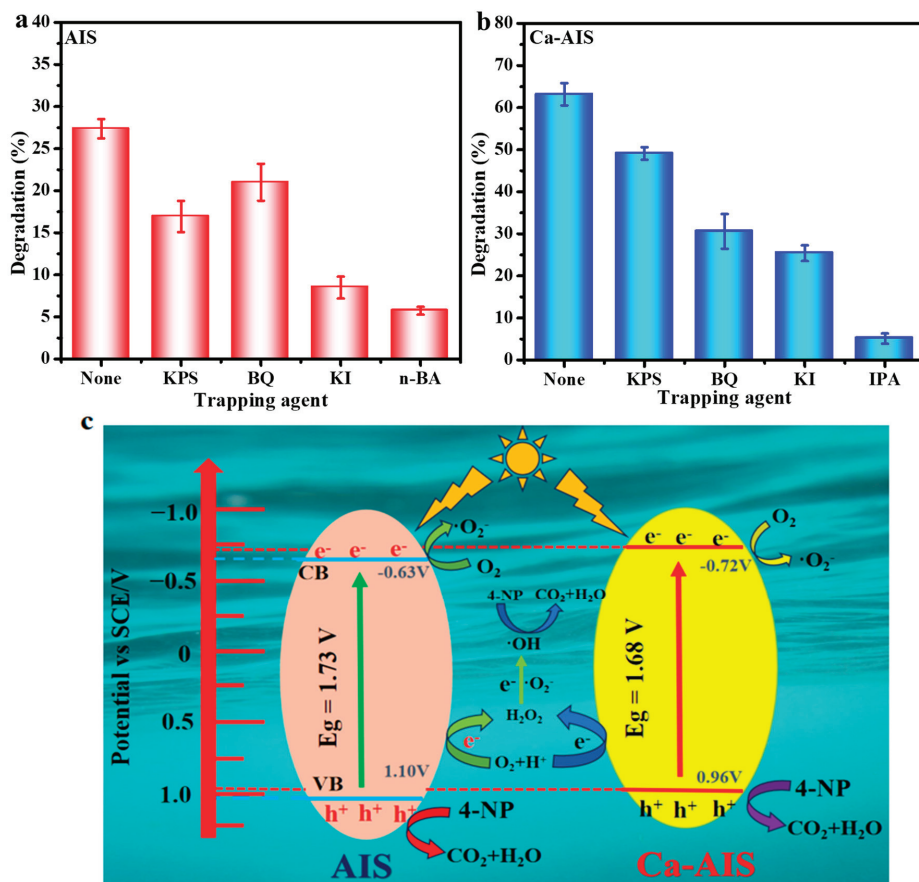 a
AIS
40
35
30
25
20
15
10
5
0
Degradation (%)
None KPS BQ KI n-BA
Trapping agent
b
Ca-AIS
80
70
60
50
40
30
20
10
0
Degradation (%)
None KPS BQ KI IPA
Trapping agent
c
Potential vs SCE/V
−1.0
−0.5
0
0.5
1.0
·O₂⁻
O₂
e⁻ e⁻ e⁻
CB
-0.63V
Eg = 1.73 V
VB
1.10V
h⁺ h⁺ h⁺
4-NP
CO₂+H₂O
AIS
4-NP CO₂+H₂O
·OH
e⁻ ·O₂⁻
H₂O₂
e⁻ O₂+H⁺ e⁻
O₂
·O₂⁻
e⁻ e⁻ e⁻
-0.72V
Eg = 1.68 V
0.96V
h⁺ h⁺ h⁺
4-NP
CO₂+H₂O
Ca-AIS